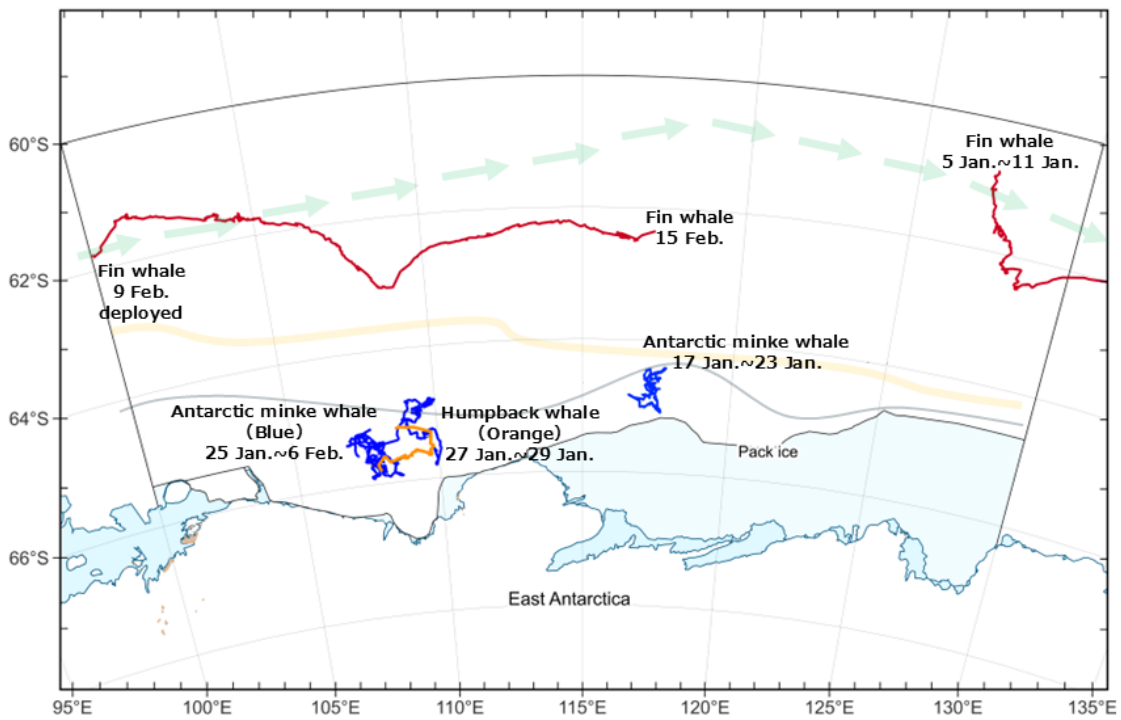 60°S
62°S
64°S
66°S
Fin whale
5 Jan.~11 Jan.
Fin whale
15 Feb.
Fin whale
9 Feb.
deployed
Antarctic minke whale
17 Jan.~23 Jan.
Antarctic minke whale
（Blue）
25 Jan.~6 Feb.
Humpback whale
（Orange）
27 Jan.~29 Jan.
Pack ice
East Antarctica
95°E
100°E
105°E
110°E
115°E
120°E
125°E
130°E
135°E